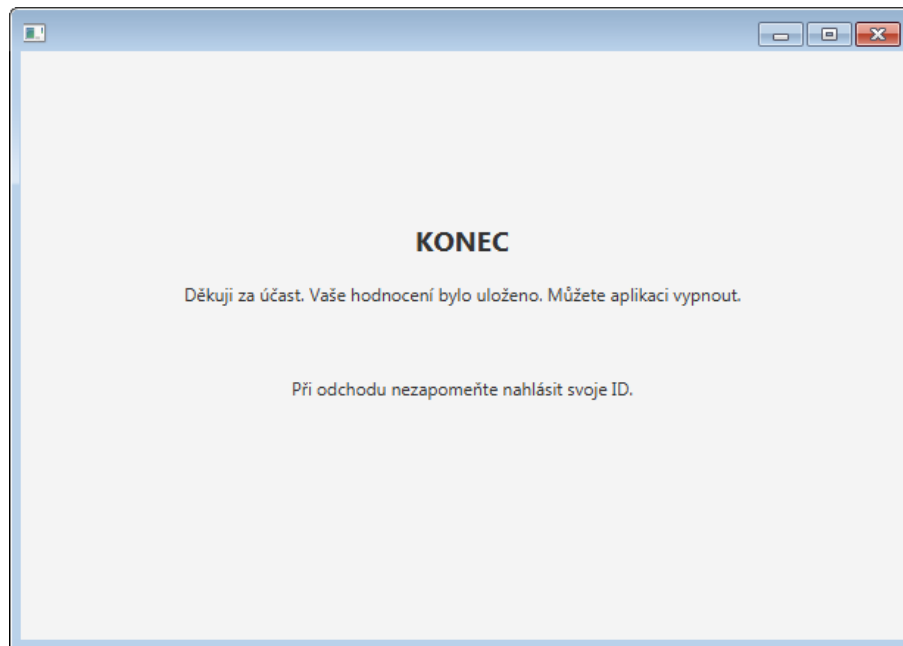 KONEC
Děkuji za účast. Vaše hodnocení bylo uloženo. Můžete aplikaci vypnout.
Při odchodu nezapomeňte nahlásit svoje ID.